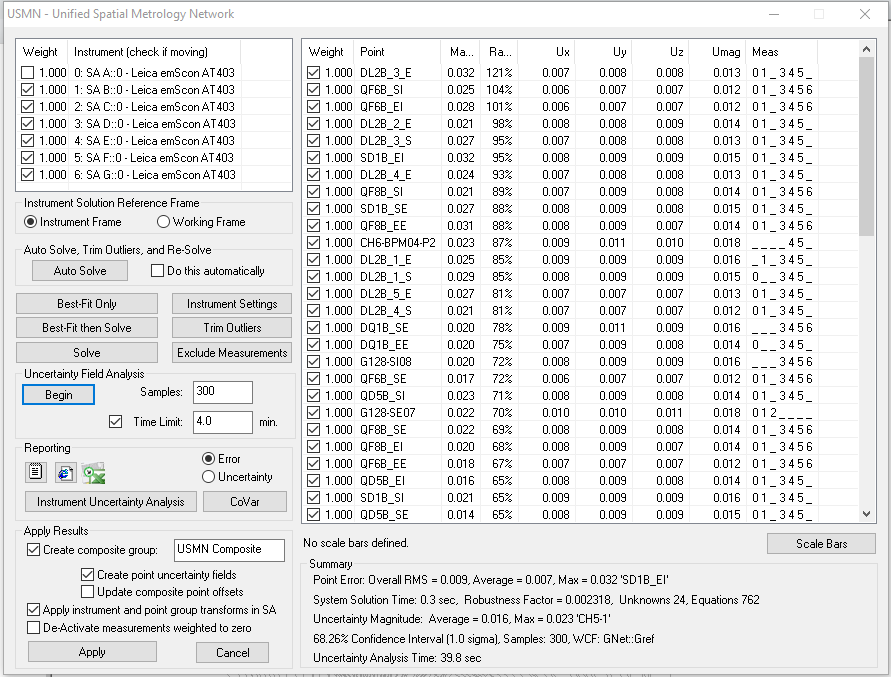 USMN - Unified Spatial Metrology Network
Weight Instrument (check if moving)
1.000 0: SA A::0 - Leica emScon AT403
1.000 1: SA B::0 - Leica emScon AT403
1.000 2: SA C::0 - Leica emScon AT403
1.000 3: SA D::0 - Leica emScon AT403
1.000 4: SA E::0 - Leica emScon AT403
1.000 5: SA F::0 - Leica emScon AT403
1.000 6: SA G::0 - Leica emScon AT403
Instrument Solution Reference Frame
Instrument Frame Working Frame
Auto Solve, Trim Outliers, and Re-Solve
Auto Solve Do this automatically
Best-Fit Only Instrument Settings
Best-Fit then Solve Trim Outliers
Solve Exclude Measurements
Uncertainty Field Analysis
Begin Samples: 300
Time Limit: 4.0 min.
Reporting
Error
Uncertainty
Instrument Uncertainty Analysis CoVar
Apply Results
Create composite group: USMN Composite
Create point uncertainty fields
Update composite point offsets
Apply instrument and point group transforms in SA
De-Activate measurements weighted to zero
Apply Cancel
Weight Point Ma... Ra... Ux Uy Uz Umag Meas
1.000 DL2B_3_E 0.032 121% 0.007 0.008 0.008 0.013 0 1 _ 3 4 5 _
1.000 QF6B_SI 0.025 104% 0.006 0.007 0.007 0.012 0 1 _ 3 4 5 6
1.000 QF6B_EI 0.028 101% 0.006 0.007 0.007 0.012 0 1 _ 3 4 5 6
1.000 DL2B_2_E 0.021 98% 0.008 0.008 0.009 0.014 0 1 _ 3 4 5 _
1.000 DL2B_3_S 0.027 95% 0.007 0.008 0.008 0.013 0 1 _ 3 4 5 _
1.000 SD1B_EI 0.032 95% 0.008 0.009 0.009 0.015 0 1 _ 3 4 5 _
1.000 DL2B_4_E 0.024 93% 0.007 0.008 0.008 0.013 0 1 _ 3 4 5 _
1.000 QF8B_SI 0.021 89% 0.007 0.009 0.008 0.014 0 1 _ 3 4 5 6
1.000 SD1B_SE 0.027 88% 0.008 0.009 0.008 0.015 0 1 _ 3 4 5 _
1.000 QF8B_EE 0.031 88% 0.008 0.009 0.007 0.014 0 1 _ 3 4 5 6
1.000 CH6-BPM04-P2 0.023 87% 0.009 0.011 0.010 0.018 _ _ _ _ 4 5 _
1.000 DL2B_1_E 0.025 85% 0.009 0.009 0.009 0.016 _ 1 _ 3 4 5 _
1.000 DL2B_1_S 0.029 85% 0.008 0.009 0.009 0.015 0 _ _ 3 4 5 _
1.000 DL2B_5_E 0.027 81% 0.007 0.007 0.007 0.013 0 1 _ 3 4 5 _
1.000 DL2B_4_S 0.021 81% 0.007 0.007 0.007 0.012 0 1 _ 3 4 5 _
1.000 DQ1B_SE 0.020 78% 0.009 0.011 0.009 0.016 _ _ _ 3 4 5 6
1.000 DQ1B_EE 0.020 75% 0.007 0.009 0.008 0.014 0 _ _ 3 4 5 _
1.000 G128-SI08 0.020 72% 0.008 0.009 0.009 0.016 _ _ _ 3 4 5 6
1.000 QF6B_SE 0.017 72% 0.006 0.007 0.007 0.012 0 1 _ 3 4 5 6
1.000 QD5B_SI 0.023 71% 0.008 0.009 0.008 0.014 0 1 _ 3 4 5 _
1.000 G128-SE07 0.022 70% 0.010 0.010 0.011 0.018 0 1 2 _ _ _ _
1.000 QF8B_SE 0.022 69% 0.008 0.009 0.008 0.014 0 1 _ 3 4 5 6
1.000 QF8B_EI 0.020 68% 0.008 0.009 0.007 0.014 0 1 _ 3 4 5 6
1.000 QF6B_EE 0.018 67% 0.007 0.007 0.007 0.012 0 1 _ 3 4 5 6
1.000 QD5B_EI 0.016 65% 0.008 0.009 0.008 0.014 0 1 _ 3 4 5 _
1.000 SD1B_SI 0.021 65% 0.009 0.009 0.009 0.016 0 1 _ 3 4 5 _
1.000 QD5B_SE 0.014 65% 0.008 0.009 0.009 0.015 0 1 _ 3 4 5 _
No scale bars defined. Scale Bars
Summary
Point Error: Overall RMS = 0.009, Average = 0.007, Max = 0.032 'SD1B_EI'
System Solution Time: 0.3 sec, Robustness Factor = 0.002318, Unknowns 24, Equations 762
Uncertainty Magnitude: Average = 0.016, Max = 0.023 'CH5-1'
68.26% Confidence Interval (1.0 sigma), Samples: 300, WCF: GNet::Gref
Uncertainty Analysis Time: 39.8 sec